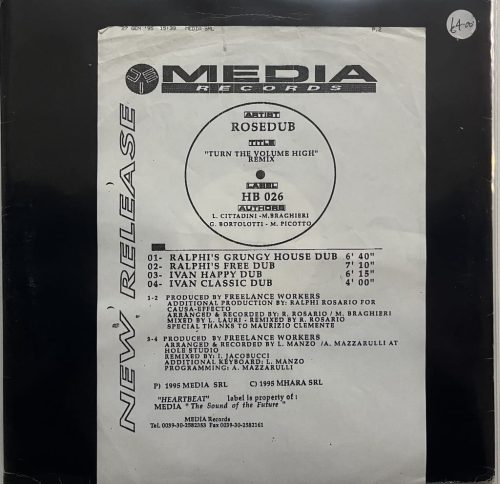 27 GEN '95 15:39 MEDIA SRL P.2
£4.00
MEDIA
RECORDS
NEW RELEASE
ARTIST
ROSEDUB
TITLE
"TURN THE VOLUME HIGH"
REMIX
LABEL
HB 026
AUTHORS
L. CITTADINI -M.BRAGHIERI
G. BORTOLOTTI - M. PICOTTO
01- RALPHI'S GRUNGY HOUSE DUB 6' 40"
02- RALPHI'S FREE DUB 7' 10"
03- IVAN HAPPY DUB 6' 15"
04- IVAN CLASSIC DUB 4' 00"
1-2 PRODUCED BY FREELANCE WORKERS
ADDITIONAL PRODUCTION BY: RALPHI ROSARIO FOR
CAUSA-EFFECTO
ARRANGED & RECORDED BY: R. ROSARIO / M. BRAGHIERI
MIXED BY L. LAURI - REMIXED BY R. ROSARIO
SPECIAL THANKS TO MAURIZIO CLEMENTE
3-4 PRODUCED BY FREELANCE WORKERS
ARRANGED & RECORDED BY L. MANZO /A. MAZZARULLI AT
HOLE STUDIO
REMIXED BY: I. JACOBUCCI
ADDITIONAL KEYBOARD: L. MANZO
PROGRAMMING: A. MAZZARULLI
P) 1995 MEDIA SRL C) 1995 MHARA SRL
"HEARTBEAT" label is property of :
MEDIA "The Sound of the Future"
MEDIA Records
Tel. 0039-30-2582383 Fax 0039-30-2582161